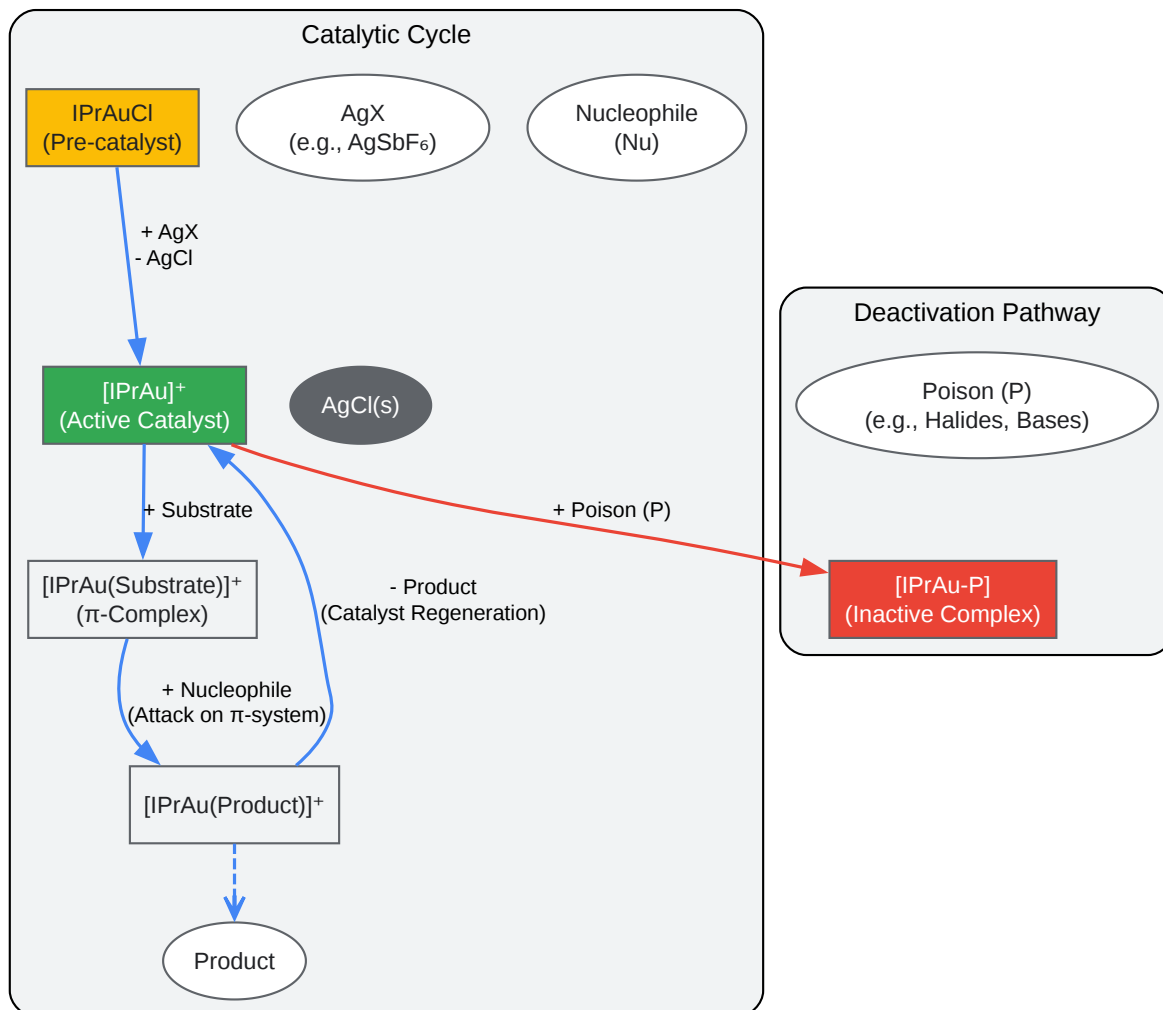 Catalytic Cycle
IPrAuCl
(Pre-catalyst)
AgX
(e.g., AgSbF₆)
Nucleophile
(Nu)
+ AgX
- AgCl
Deactivation Pathway
[IPrAu]⁺
(Active Catalyst)
AgCl(s)
Poison (P)
(e.g., Halides, Bases)
+ Substrate
+ Poison (P)
[IPrAu(Substrate)]⁺
(π-Complex)
- Product
(Catalyst Regeneration)
[IPrAu-P]
(Inactive Complex)
+ Nucleophile
(Attack on π-system)
[IPrAu(Product)]⁺
Product